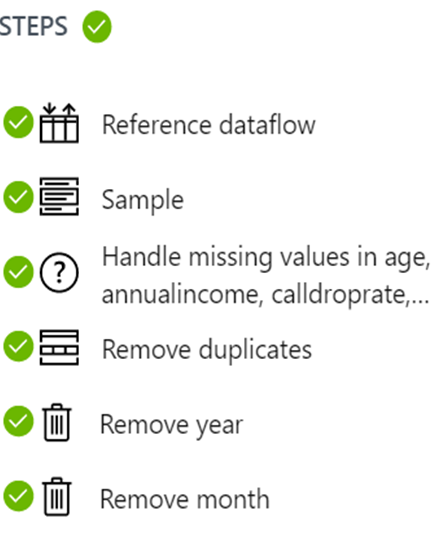 STEPS
Reference dataflow
Sample
Handle missing values in age,
annualincome, calldroprate,...
Remove duplicates
Remove year
Remove month